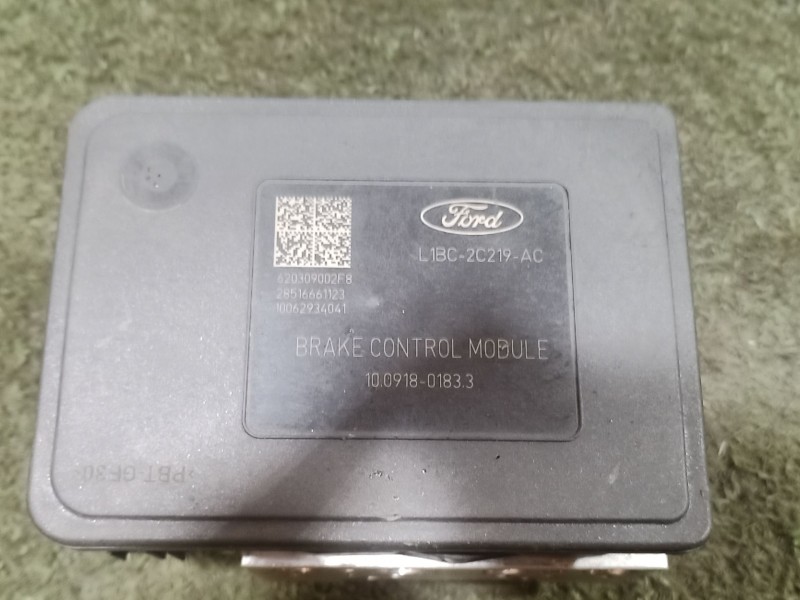 Ford
L1BC-2C219-AC
620309002F8
28516661123
10062934041
BRAKE CONTROL MODULE
10.0918-0183.3
>PBT-GF30<